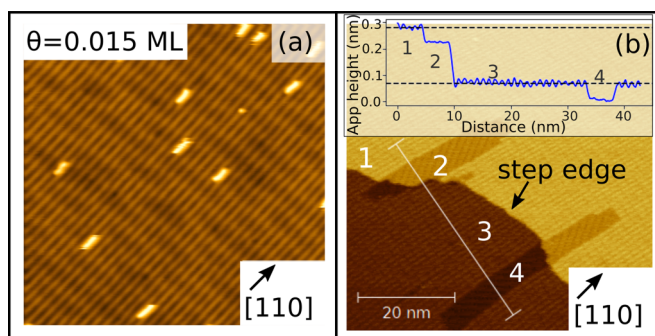 θ=0.015 ML
(a)
[110]
(b)
App height (nm)
0.3
0.2
0.1
0.0
1
2
3
4
0
10
20
30
40
Distance (nm)
1
2
step edge
3
4
20 nm
[110]